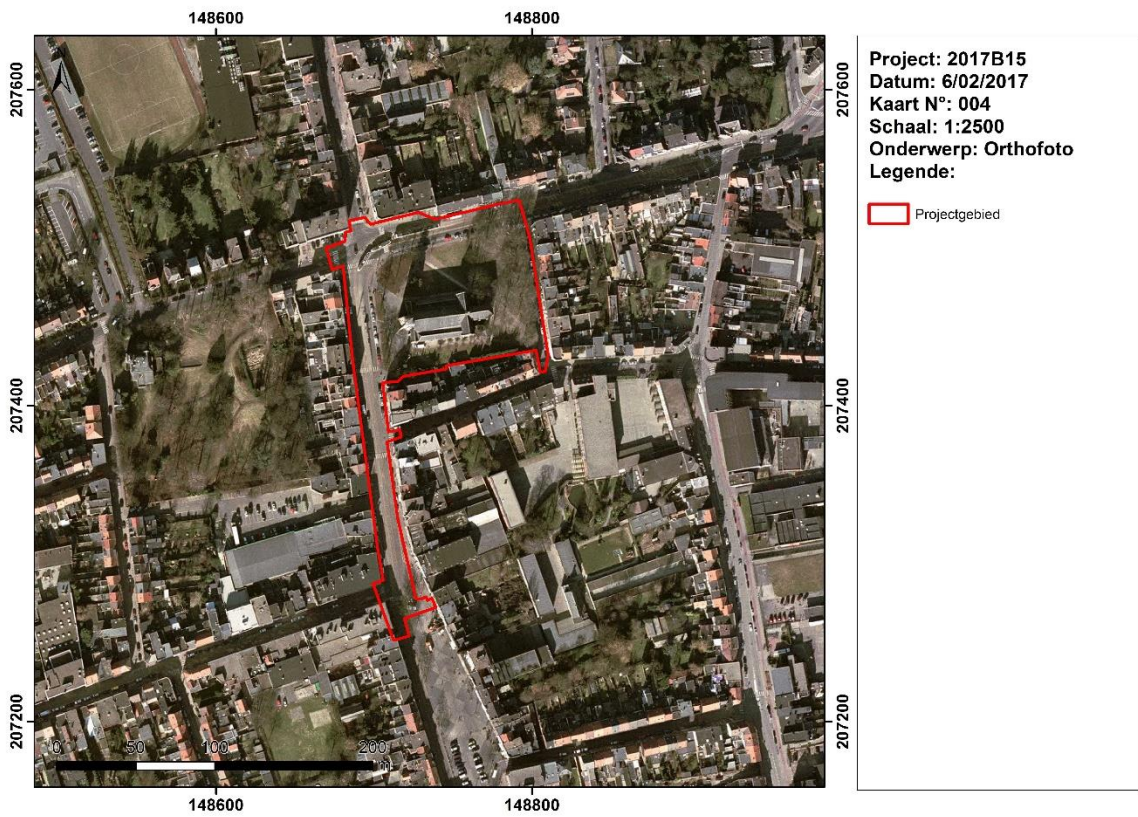 148600 148800
207600 207600
207400 207400
207200 207200
0 50 100 200
m
148600 148800
Project: 2017B15
Datum: 6/02/2017
Kaart N°: 004
Schaal: 1:2500
Onderwerp: Orthofoto
Legende:
Projectgebied